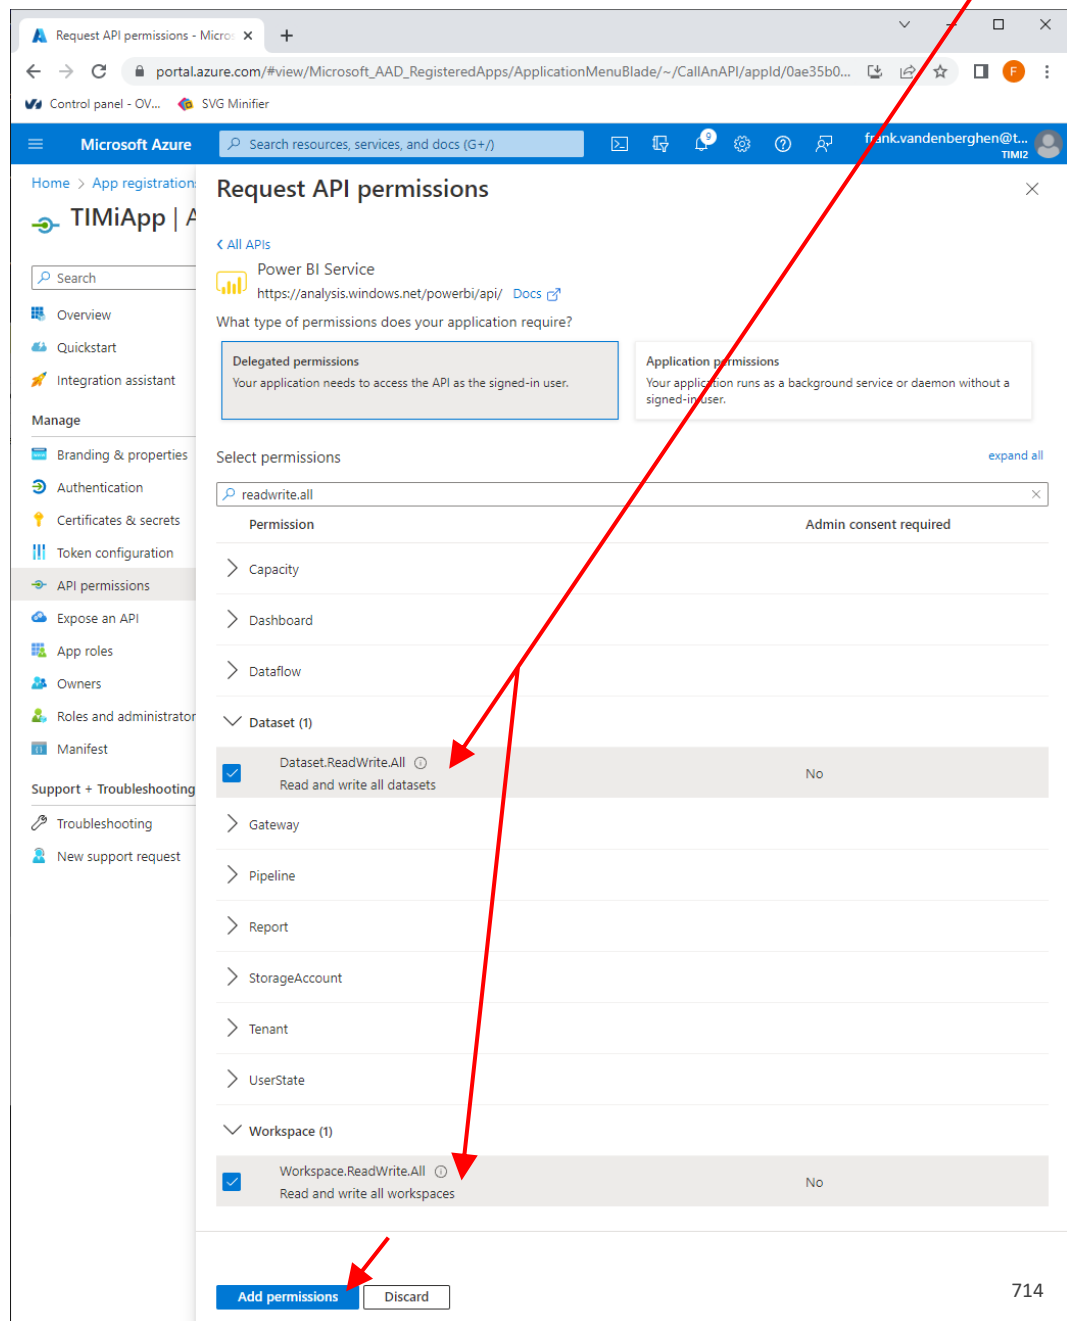 Request API permissions - Micro
portal.azure.com/#view/Microsoft_AAD_RegisteredApps/ApplicationMenuBlade/~/CallAnAPI/appId/0ae35b0...
F
Control panel - OV...
SVG Minifier
Microsoft Azure
Search resources, services, and docs (G+/)
9
frank.vandenberghen@t...
TIMI2
Home > App registrations
TIMiApp | A
Request API permissions
Search
Overview
Quickstart
Integration assistant
Manage
Branding & properties
Authentication
Certificates & secrets
Token configuration
API permissions
Expose an API
App roles
Owners
Roles and administrator
Manifest
Support + Troubleshooting
Troubleshooting
New support request
All APIs
Power BI Service
https://analysis.windows.net/powerbi/api/ Docs
What type of permissions does your application require?
Delegated permissions
Your application needs to access the API as the signed-in user.
Application permissions
Your application runs as a background service or daemon without a
signed-in user.
Select permissions
expand all
readwrite.all
Permission
Admin consent required
Capacity
Dashboard
Dataflow
Dataset (1)
Dataset.ReadWrite.All
Read and write all datasets
No
Gateway
Pipeline
Report
StorageAccount
Tenant
UserState
Workspace (1)
Workspace.ReadWrite.All
Read and write all workspaces
No
Add permissions
Discard
714